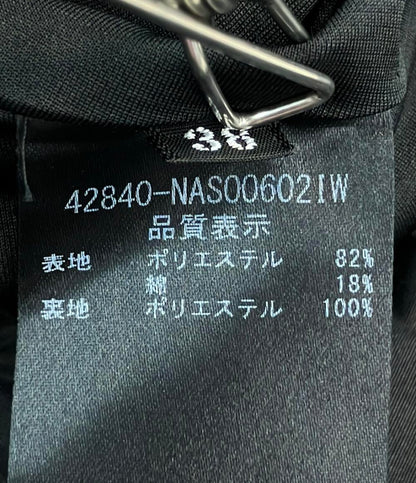 38
42840-NAS00602IW
品質表示
表地 ポリエステル 82%
綿 18%
裏地 ポリエステル 100%